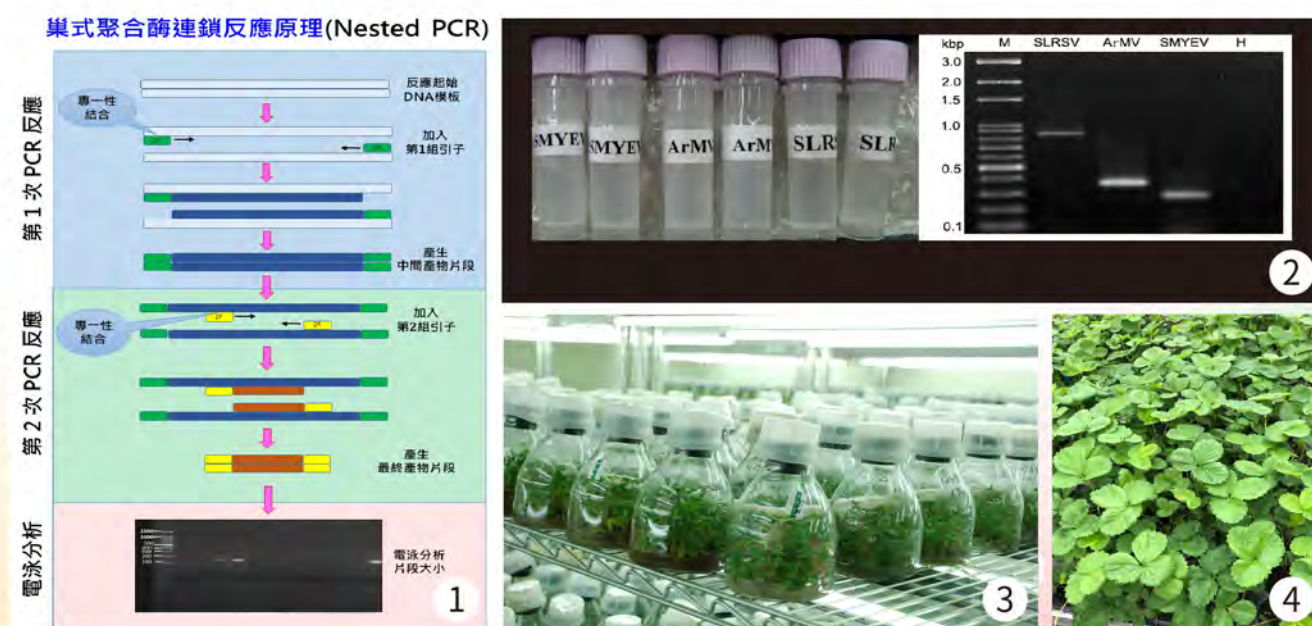 巢式聚合酶連鎖反應原理(Nested PCR)
第1次PCR反應
反應起始
DNA模板
專一性
結合
加入
第1組引子
產生
中間產物片段
第2次PCR反應
專一性
結合
2F
2R
加入
第2組引子
產生
最終產物片段
電泳分析
電泳分析
片段大小
1
SMYEV
SMYEV
ArMV
ArMV
SLRS
SLR
kbp M SLRSV ArMV SMYEV H
3.0
2.0
1.5
1.0
0.5
0.1
2
3
4